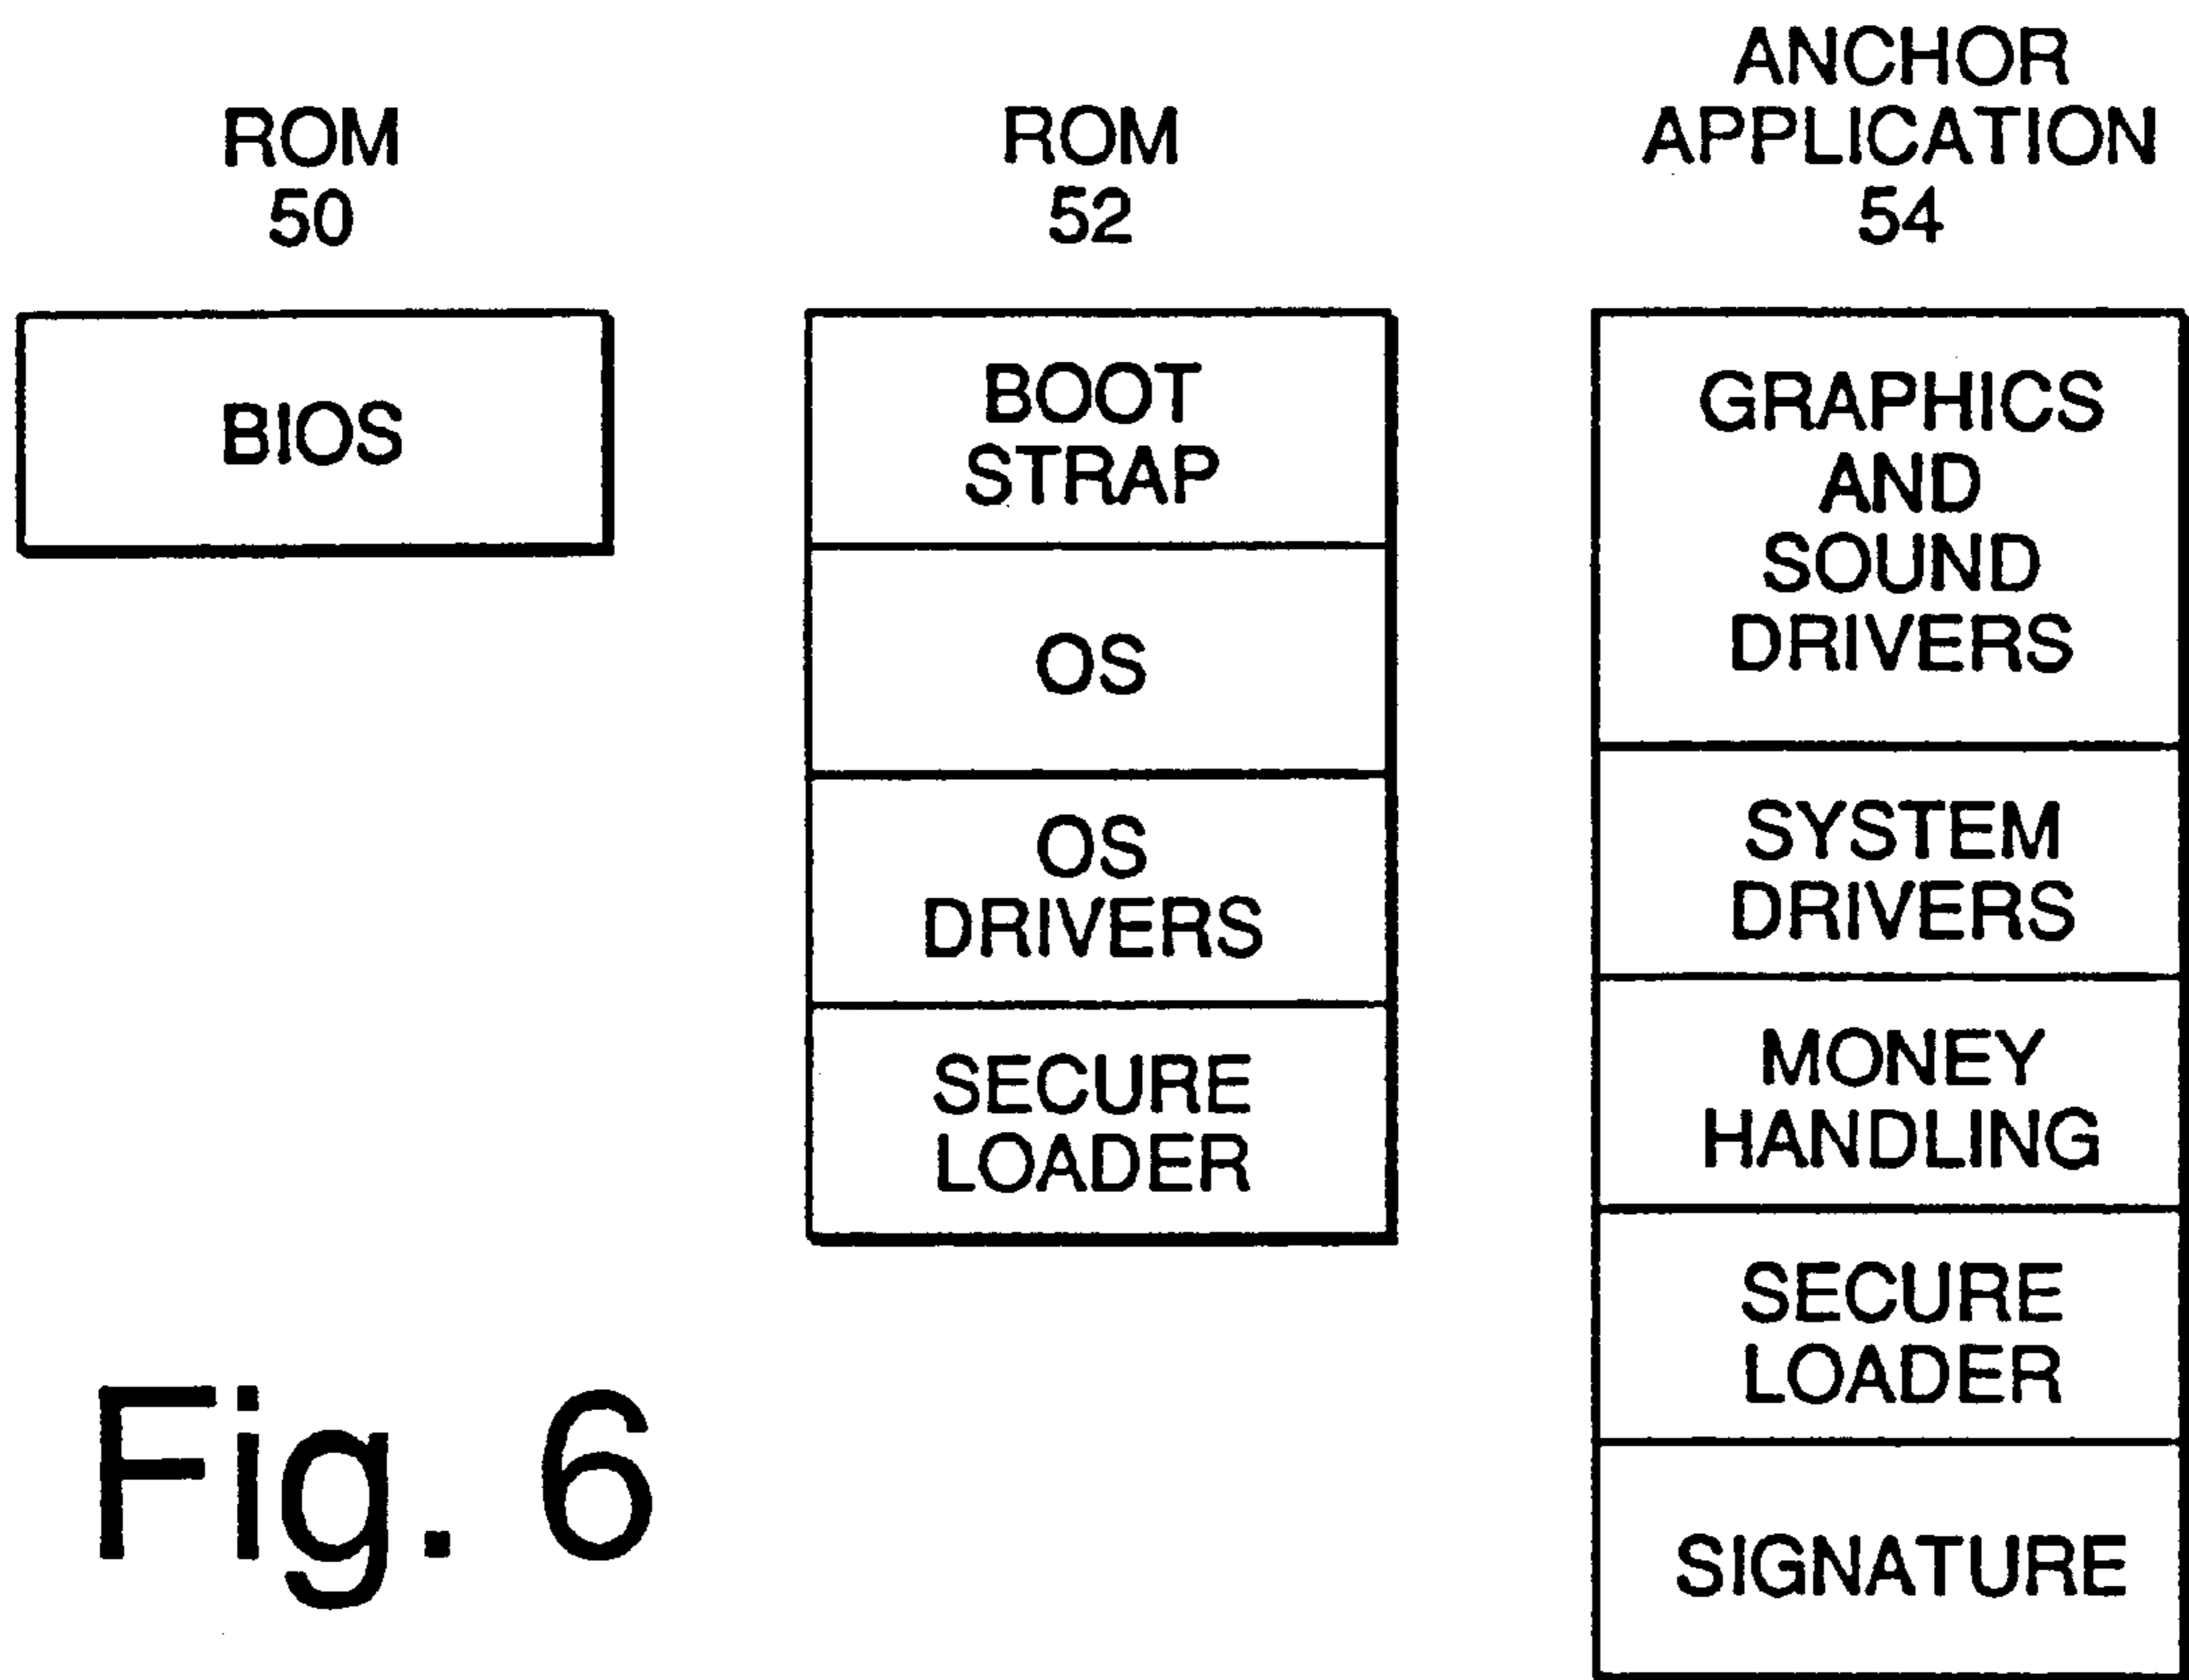 ROM
50
BIOS
ROM
52
BOOT
STRAP
OS
OS
DRIVERS
SECURE
LOADER
ANCHOR
APPLICATION
54
GRAPHICS
AND
SOUND
DRIVERS
SYSTEM
DRIVERS
MONEY
HANDLING
SECURE
LOADER
SIGNATURE
Fig. 6